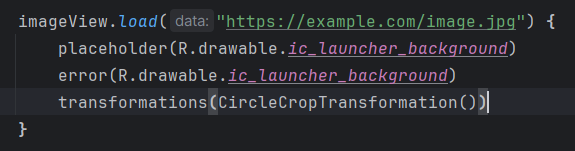 imageView.load( data: "https://example.com/image.jpg") {
    placeholder(R.drawable.ic_launcher_background)
    error(R.drawable.ic_launcher_background)
    transformations(CircleCropTransformation())
}